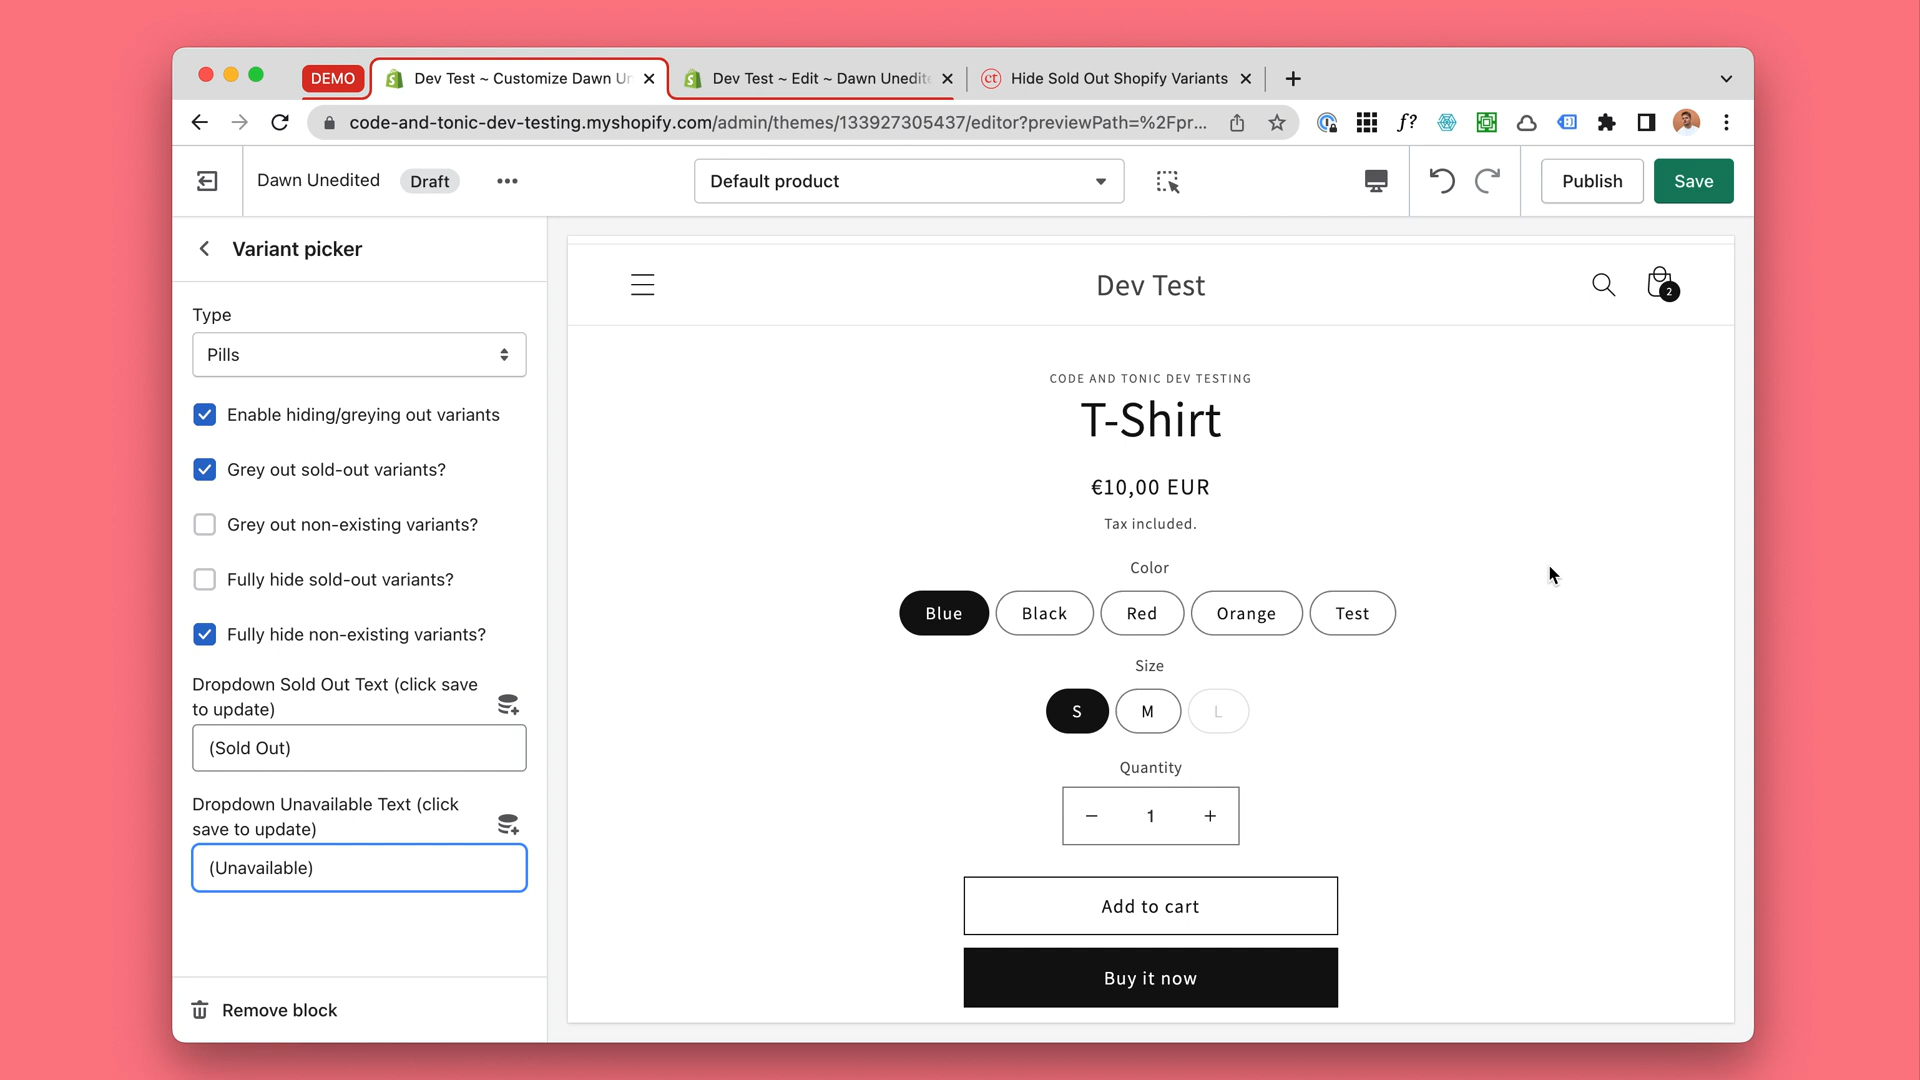 DEMO
Dev Test ~ Customize Dawn Un
Dev Test ~ Edit ~ Dawn Unedite
ct
Hide Sold Out Shopify Variants
code-and-tonic-dev-testing.myshopify.com/admin/themes/133927305437/editor?previewPath=%2Fpr...
f?
Dawn Unedited
Draft
Default product
Publish
Save
Variant picker
Type
Pills
Enable hiding/greying out variants
Grey out sold-out variants?
Grey out non-existing variants?
Fully hide sold-out variants?
Fully hide non-existing variants?
Dropdown Sold Out Text (click save
to update)
(Sold Out)
Dropdown Unavailable Text (click
save to update)
(Unavailable)
Remove block
Dev Test
2
CODE AND TONIC DEV TESTING
T-Shirt
€10,00 EUR
Tax included.
Color
Blue
Black
Red
Orange
Test
Size
S
M
L
Quantity
1
Add to cart
Buy it now